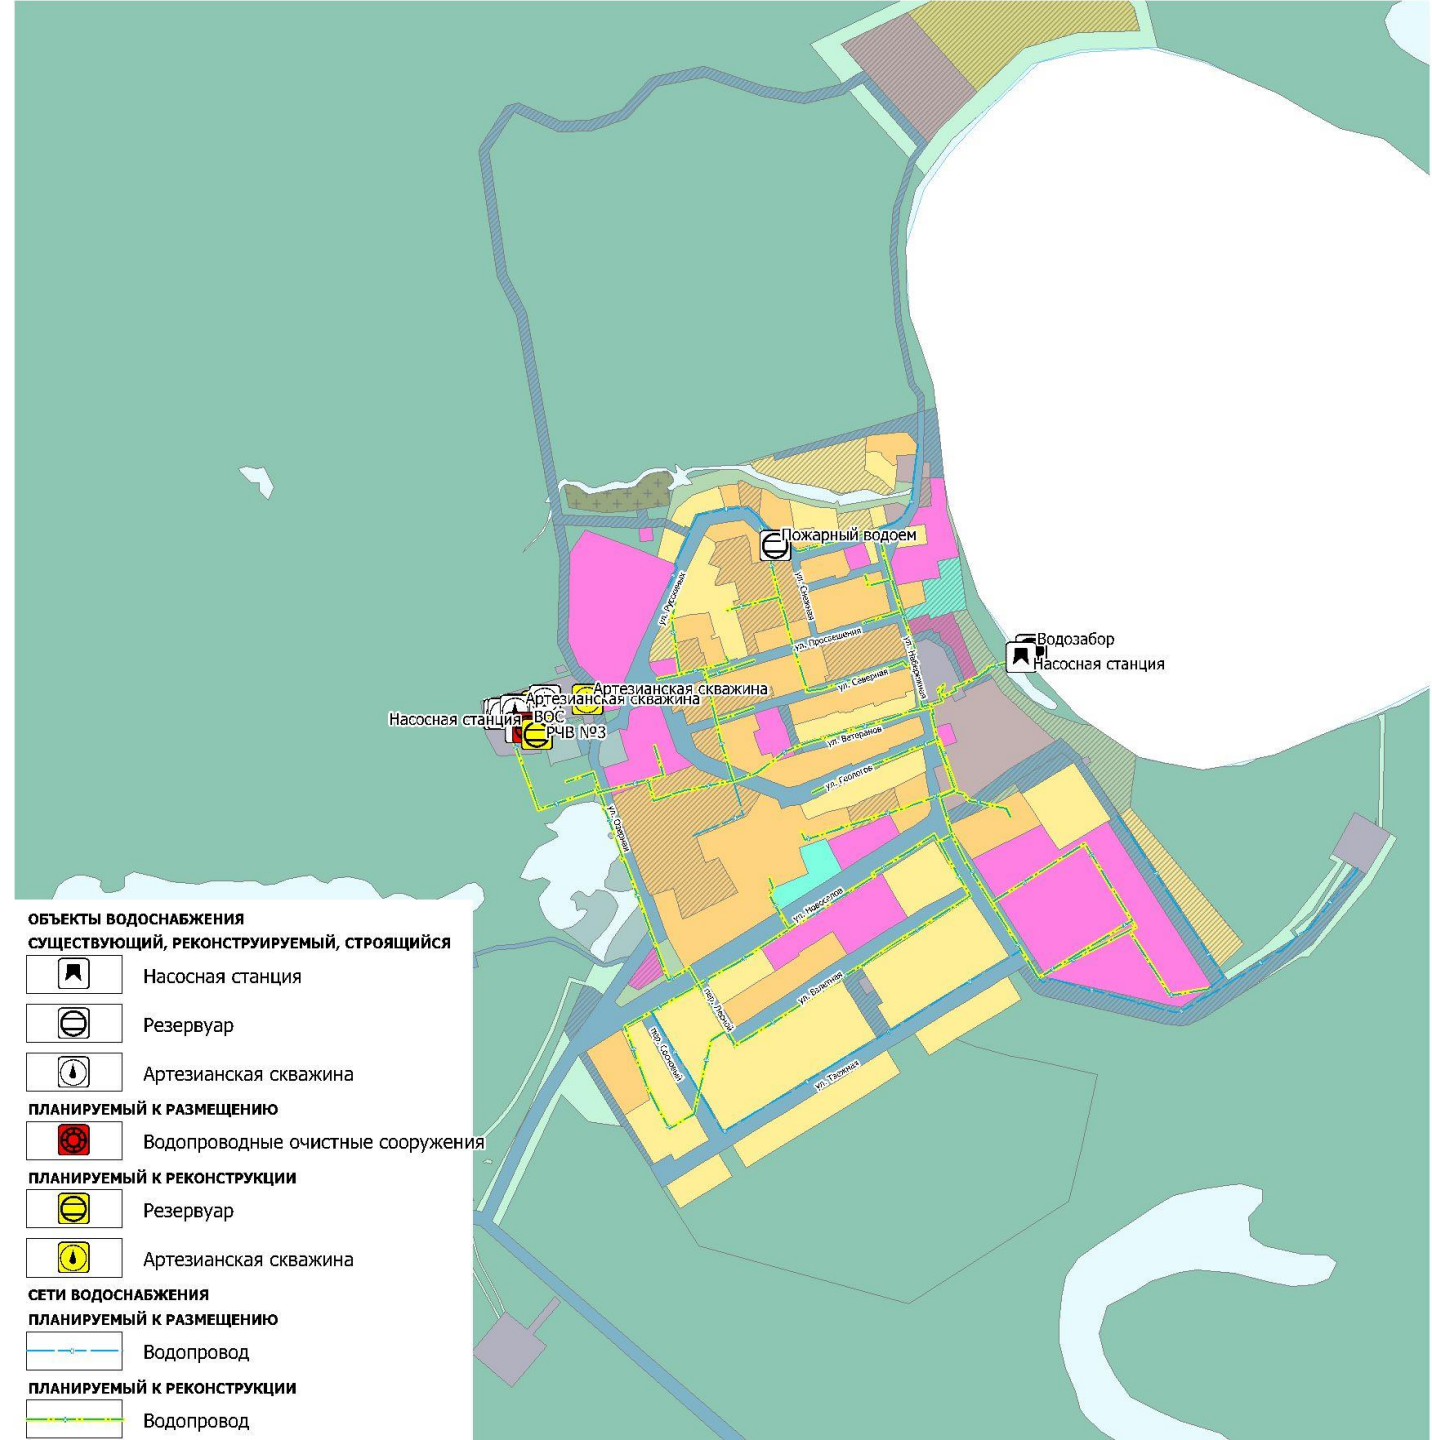 Пожарный водоем
ул. Русскиных
ул. Снежная
ул. Просвещения
ул. Набережная
Водозабор
Насосная станция
ул. Северная
Артезианская скважина
Артезианская скважина
Насосная станция
ВОС
РЧВ №3
ул. Ветеранов
ул. Геологов
ул. Озерная
ул. Новоселов
ул. Валютная
пер. Лесной
пер. Сосновый
ул. Таежная
ОБЪЕКТЫ ВОДОСНАБЖЕНИЯ
СУЩЕСТВУЮЩИЙ, РЕКОНСТРУИРУЕМЫЙ, СТРОЯЩИЙСЯ
Насосная станция
Резервуар
Артезианская скважина
ПЛАНИРУЕМЫЙ К РАЗМЕЩЕНИЮ
Водопроводные очистные сооружения
ПЛАНИРУЕМЫЙ К РЕКОНСТРУКЦИИ
Резервуар
Артезианская скважина
СЕТИ ВОДОСНАБЖЕНИЯ
ПЛАНИРУЕМЫЙ К РАЗМЕЩЕНИЮ
Водопровод
ПЛАНИРУЕМЫЙ К РЕКОНСТРУКЦИИ
Водопровод